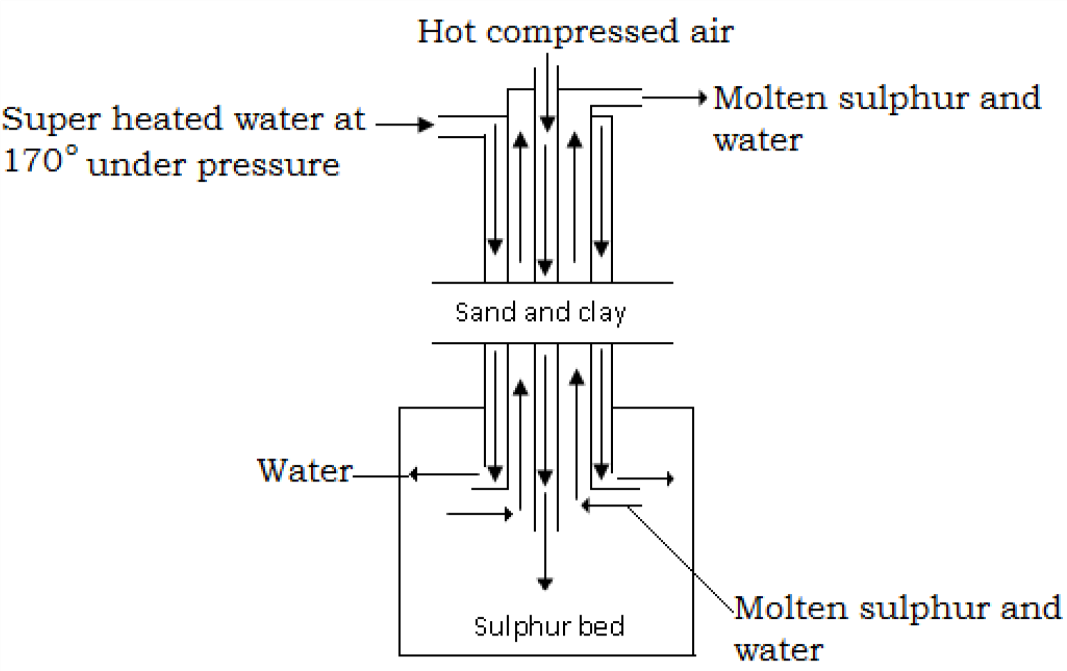 Hot compressed air
Super heated water at
170° under pressure
Molten sulphur and
water
Sand and clay
Water
Sulphur bed
Molten sulphur and
water